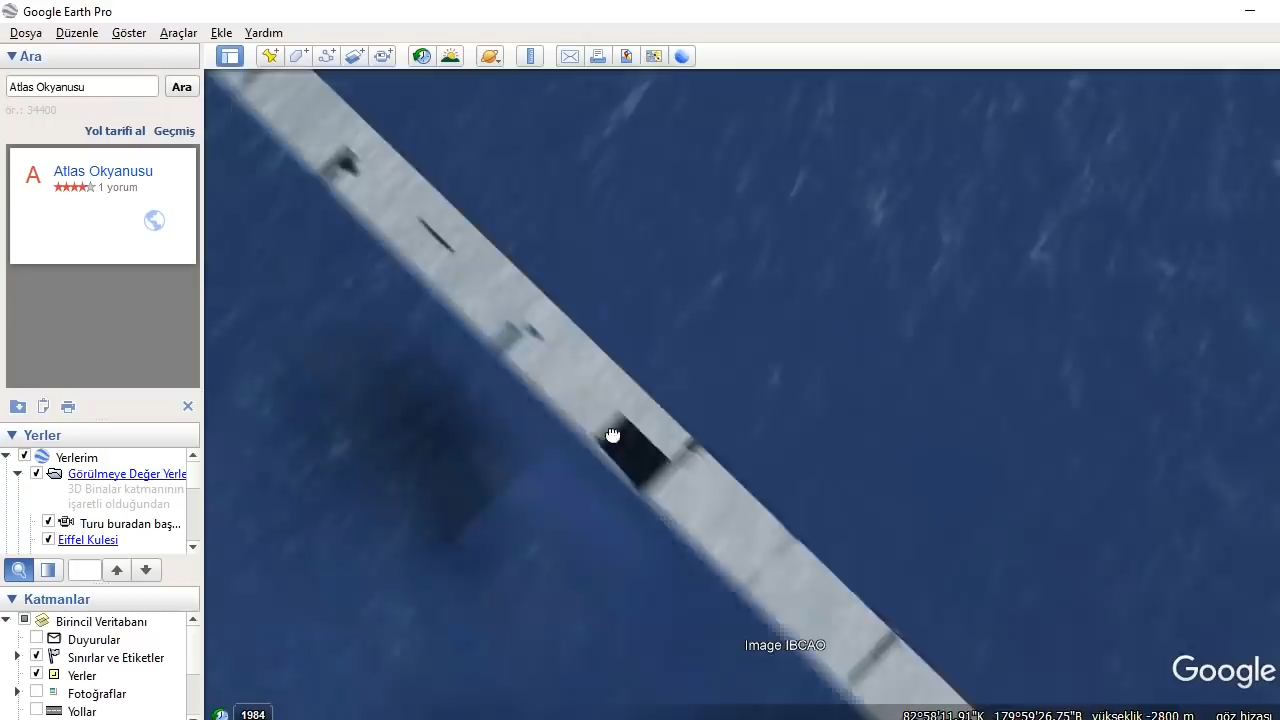 Google Earth Pro
Dosya Düzenle Göster Araçlar Ekle Yardım
Ara
Atlas Okyanusu Ara
ör.: 34400
Yol tarifi al Geçmiş
A Atlas Okyanusu
1 yorum
Yerler
Yerlerim
Görülmeye Değer Yerle
3D Binalar katmanının
işaretli olduğundan
Turu buradan baş...
Eiffel Kulesi
Katmanlar
Birincil Veritabanı
Duyurular
Sınırlar ve Etiketler
Yerler
Fotoğraflar
Yollar
Image IBCAO
Google
1984
82°58'11.91"K 179°59'26.75"B yükseklik -2800 m göz hizası